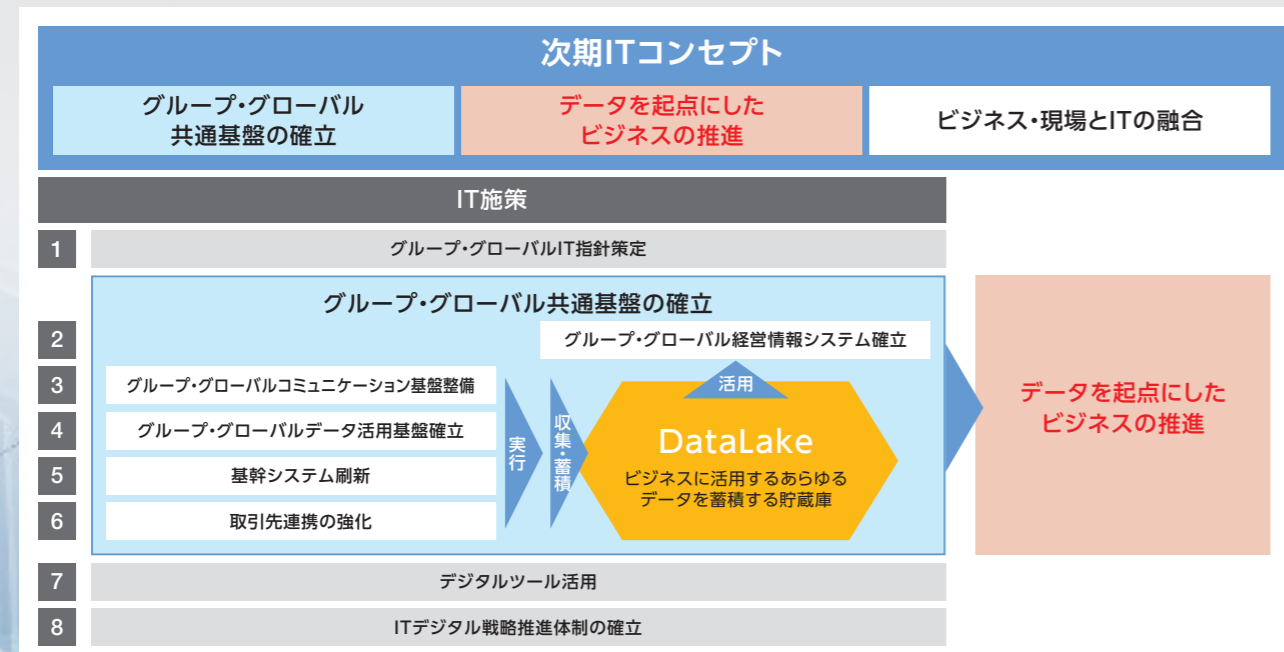 次期ITコンセプト
グループ・グローバル
共通基盤の確立
データを起点にした
ビジネスの推進
ビジネス・現場とITの融合
IT施策
1
グループ・グローバルIT指針策定
グループ・グローバル共通基盤の確立
2
グループ・グローバル経営情報システム確立
3
グループ・グローバルコミュニケーション基盤整備
4
グループ・グローバルデータ活用基盤確立
5
基幹システム刷新
6
取引先連携の強化
実行
収集・蓄積
活用
DataLake
ビジネスに活用するあらゆる
データを蓄積する貯蔵庫
データを起点にした
ビジネスの推進
7
デジタルツール活用
8
ITデジタル戦略推進体制の確立